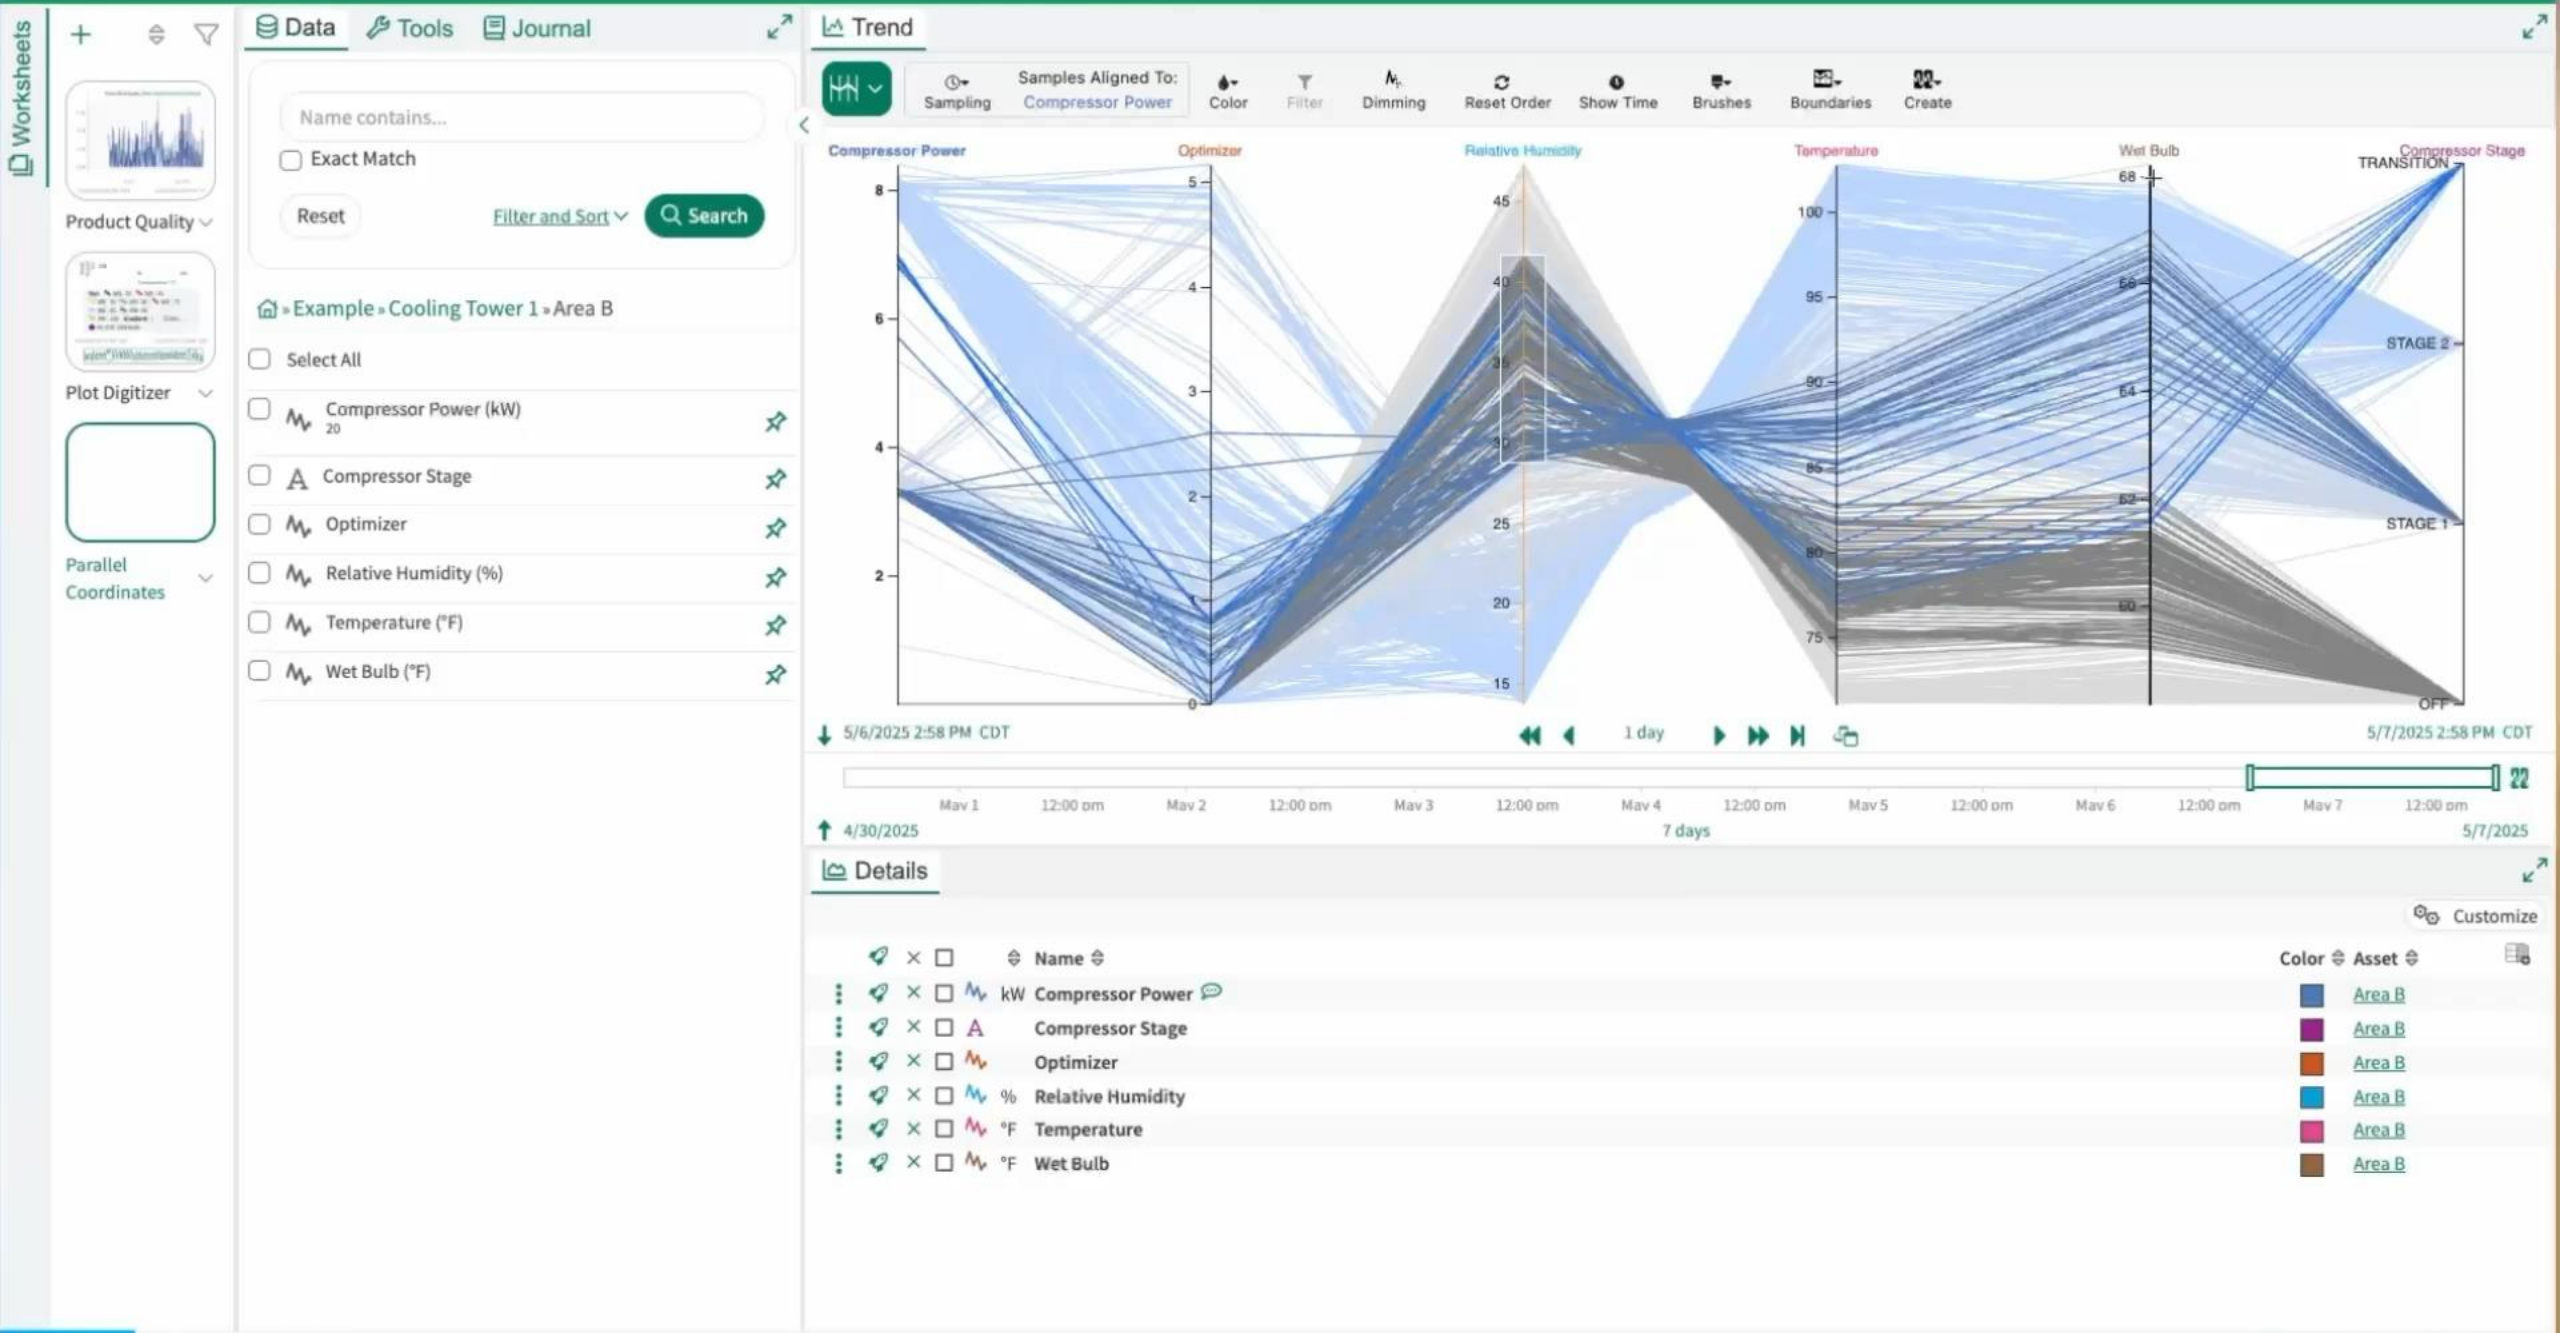 Worksheets
Product Quality
Plot Digitizer
Parallel
Coordinates
Data
Tools
Journal
Name contains...
Exact Match
Reset
Filter and Sort
Search
» Example » Cooling Tower 1 » Area B
Select All
Compressor Power (kW)
20
Compressor Stage
Optimizer
Relative Humidity (%)
Temperature (°F)
Wet Bulb (°F)
Trend
Sampling
Samples Aligned To:
Compressor Power
Color
Filter
Dimming
Reset Order
Show Time
Brushes
Boundaries
Create
Compressor Power
8
6
4
2
Optimizer
5
4
3
2
1
0
Relative Humidity
45
40
35
30
25
20
15
Temperature
100
95
90
85
80
75
Wet Bulb
68
66
64
62
60
Compressor Stage
TRANSITION
STAGE 2
STAGE 1
OFF
5/6/2025 2:58 PM CDT
1 day
5/7/2025 2:58 PM CDT
May 1
12:00 pm
May 2
12:00 pm
May 3
12:00 pm
May 4
12:00 pm
May 5
12:00 pm
May 6
12:00 pm
May 7
12:00 pm
4/30/2025
7 days
5/7/2025
Details
Customize
Name
Color
Asset
kW Compressor Power
Area B
A Compressor Stage
Area B
Optimizer
Area B
% Relative Humidity
Area B
°F Temperature
Area B
°F Wet Bulb
Area B